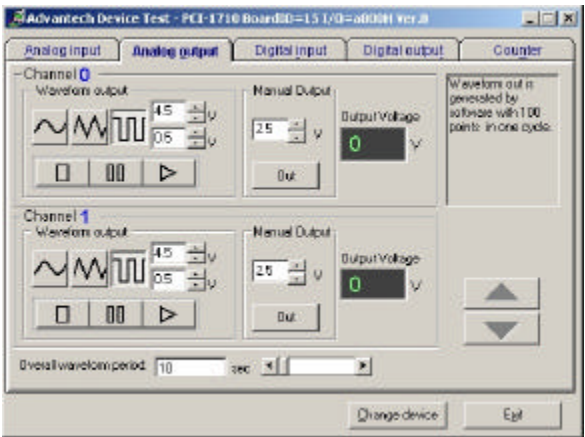 Advantech Device Test - PCI-1710 BoardID=15 I/O=a000H Ver.B
Analog input
Analog output
Digital input
Digital output
Counter
Channel 0
Waveform output
4.5 V
0.5 V
Manual Output
2.5 V
Out
Output Voltage
0 V
Waveform out is
generated by
software with 100
points in one cycle.
Channel 1
Waveform output
4.5 V
0.5 V
Manual Output
2.5 V
Out
Output Voltage
0 V
Overall waveform period: 10 sec
Change device
Exit